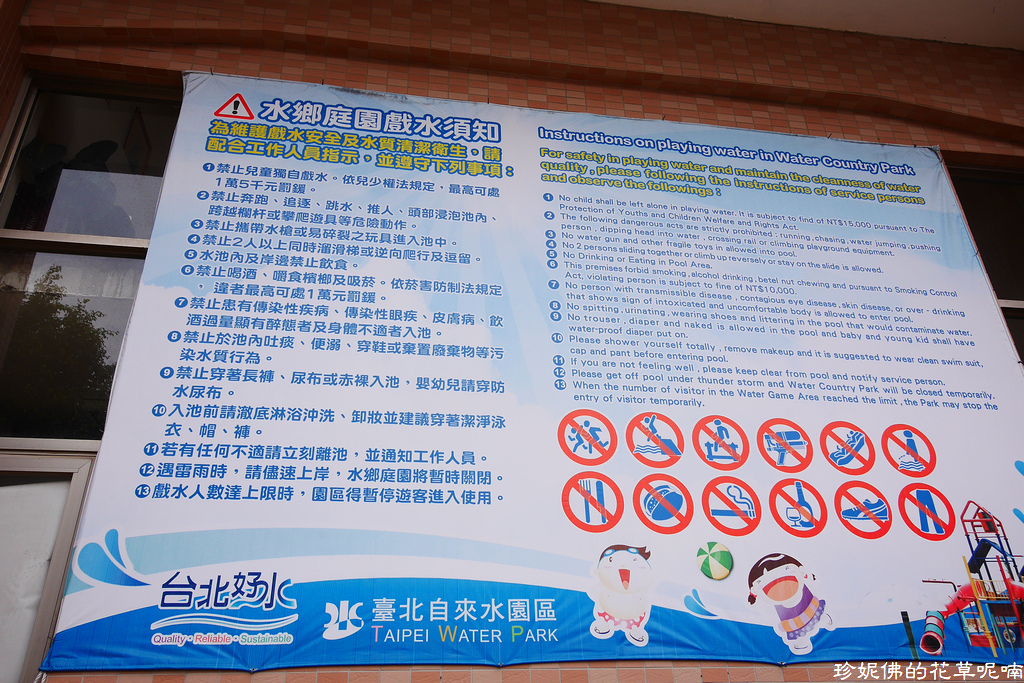 水鄉庭園戲水須知
為維護戲水安全及水質清潔衛生，請
配合工作人員指示，並遵守下列事項：
1 禁止兒童獨自戲水。依兒少權法規定，最高可處
1萬5千元罰鍰。
2 禁止奔跑、追逐、跳水、推人、頭部浸泡池內、
跨越欄杆或攀爬遊具等危險動作。
3 禁止攜帶水槍或易碎裂之玩具進入池中。
4 禁止2人以上同時溜滑梯或逆向爬行及逗留。
5 水池內及岸邊禁止飲食。
6 禁止喝酒、嚼食檳榔及吸菸。依菸害防制法規定
，違者最高可處1萬元罰鍰。
7 禁止患有傳染性疾病、傳染性眼疾、皮膚病、飲
酒過量顯有醉態者及身體不適者入池。
8 禁止於池內吐痰、便溺、穿鞋或棄置廢棄物等污
染水質行為。
9 禁止穿著長褲、尿布或赤裸入池，嬰幼兒請穿防
水尿布。
10 入池前請澈底淋浴沖洗、卸妝並建議穿著潔淨泳
衣、帽、褲。
11 若有任何不適請立刻離池，並通知工作人員。
12 遇雷雨時，請儘速上岸，水鄉庭園將暫時關閉。
13 戲水人數達上限時，園區得暫停遊客進入使用。
Instructions on playing water in Water Country Park
For safety in playing water and maintain the cleanness of water
quality, please following the instructions of service persons
and observe the followings：
1 No child shall be left alone in playing water. It is subject to fine of NT$15,000 pursuant to The
Protection of Youths and Children Welfare and Rights Act.
2 The following dangerous acts are strictly prohibited: running, chasing, water jumping, pushing
person, dipping head into water, crossing rail or climbing playground equipment.
3 No water gun and other fragile toys in allowed into pool.
4 No 2 persons sliding together or climb up reversely or stay on the slide is allowed.
5 No Drinking or Eating in Pool Area.
6 This premises forbid smoking, alcohol drinking, betel nut chewing and pursuant to Smoking Control
Act, violating person is subject to fine of NT$10,000.
7 No person with transmissible disease, contagious eye disease, skin disease, or over-drinking
that shows sign of intoxicated and uncomfortable body is allowed to enter pool.
8 No spitting, urinating, wearing shoes and littering in the pool that would contaminate water.
9 No trouser, diaper and naked is allowed in the pool and baby and young kid shall have
water-proof diaper put on.
10 Please shower yourself totally, remove makeup and it is suggested to wear clean swim suit,
cap and pant before entering pool.
11 If you are not feeling well, please keep clear from pool and notify service person.
12 Please get off pool under thunder storm and Water Country Park will be closed temporarily.
13 When the number of visitor in the Water Game Area reached the limit, the Park may stop the
entry of visitor temporarily.
台北好水
Quality・Reliable・Sustainable
臺北自來水園區
TAIPEI WATER PARK
珍妮佛的花草呢喃